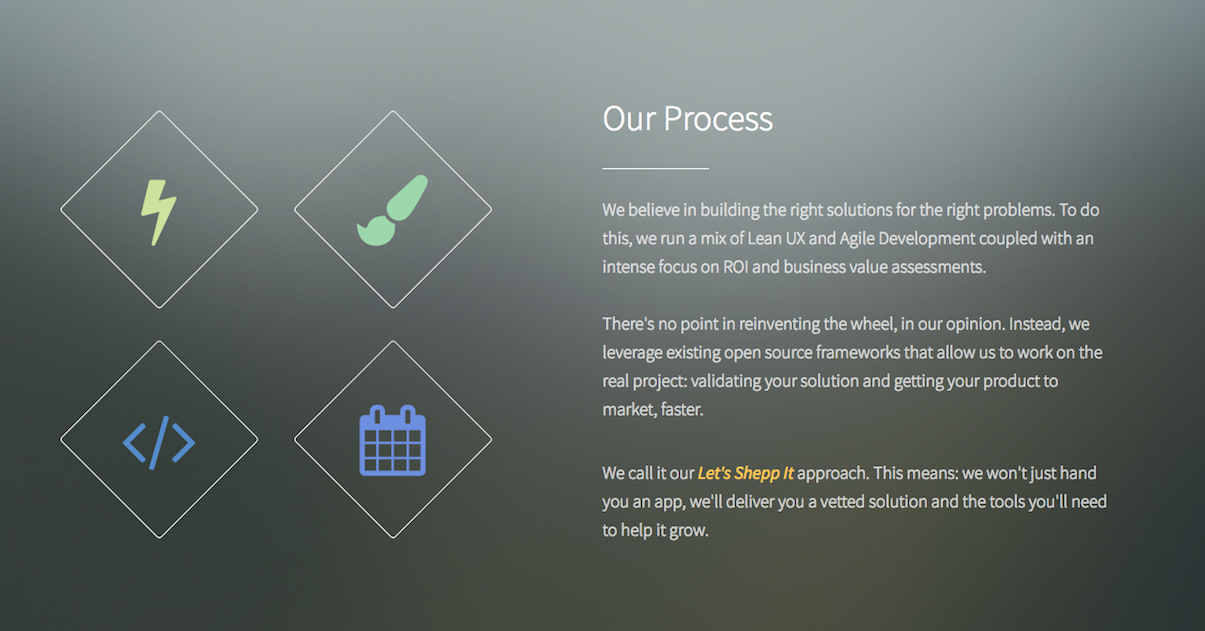 Our Process
We believe in building the right solutions for the right problems. To do
this, we run a mix of Lean UX and Agile Development coupled with an
intense focus on ROI and business value assessments.
There's no point in reinventing the wheel, in our opinion. Instead, we
leverage existing open source frameworks that allow us to work on the
real project: validating your solution and getting your product to
market, faster.
We call it our Let's Shepp It approach. This means: we won't just hand
you an app, we'll deliver you a vetted solution and the tools you'll need
to help it grow.